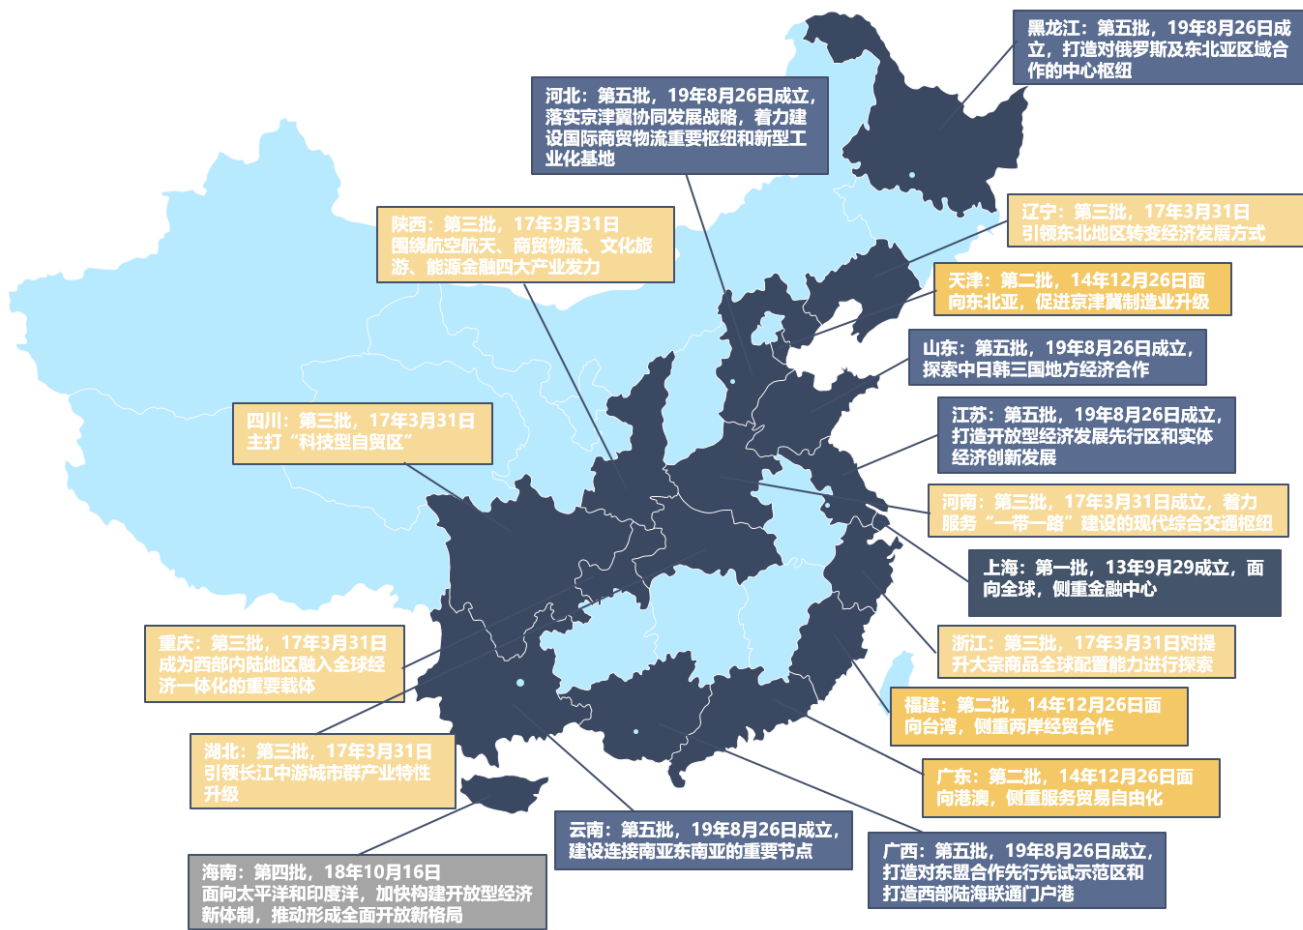 黑龙江：第五批，19年8月26日成
立，打造对俄罗斯及东北亚区域
合作的中心枢纽
河北：第五批，19年8月26日成立，
落实京津翼协同发展战略，着力建
设国际商贸物流重要枢纽和新型工
业化基地
陕西：第三批，17年3月31日
围绕航空航天、商贸物流、文化旅
游、能源金融四大产业发力
辽宁：第三批，17年3月31日
引领东北地区转变经济发展方式
天津：第二批，14年12月26日面
向东北亚，促进京津冀制造业升级
山东：第五批，19年8月26日成立，
探索中日韩三国地方经济合作
四川：第三批，17年3月31日
主打“科技型自贸区”
江苏：第五批，19年8月26日成立，
打造开放型经济发展先行区和实体
经济创新发展
河南：第三批，17年3月31日成立，着力
服务“一带一路”建设的现代综合交通枢纽
上海：第一批，13年9月29成立，面
向全球，侧重金融中心
重庆：第三批，17年3月31日
成为西部内陆地区融入全球经
济一体化的重要载体
浙江：第三批，17年3月31日对提
升大宗商品全球配置能力进行探索
福建：第二批，14年12月26日面
向台湾，侧重两岸经贸合作
湖北：第三批，17年3月31日
引领长江中游城市群产业特性
升级
广东：第二批，14年12月26日面
向港澳，侧重服务贸易自由化
云南：第五批，19年8月26日成立，
建设连接南亚东南亚的重要节点
广西：第五批，19年8月26日成立，
打造对东盟合作先行先试示范区和
打造西部陆海联通门户港
海南：第四批，18年10月16日
面向太平洋和印度洋，加快构建开放型经济
新体制，推动形成全面开放新格局